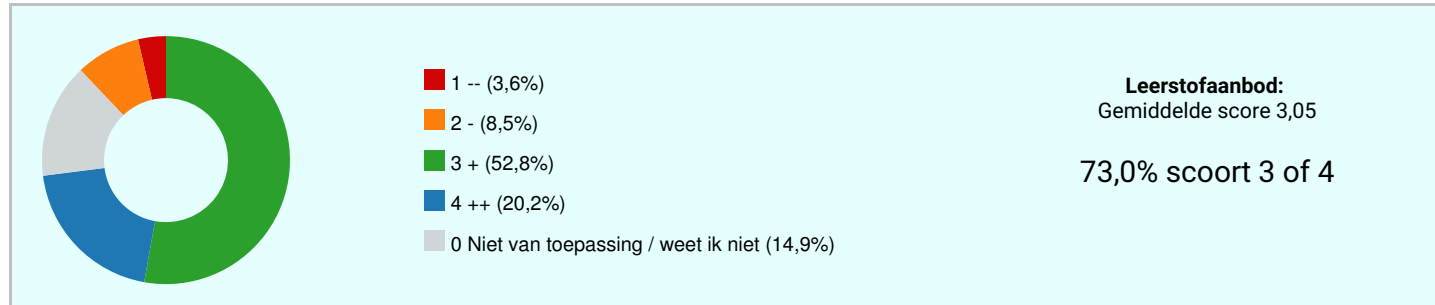 1 -- (3,6%)
2 - (8,5%)
3 + (52,8%)
4 ++ (20,2%)
0 Niet van toepassing / weet ik niet (14,9%)
Leerstofaanbod:
Gemiddelde score 3,05
73,0% scoort 3 of 4